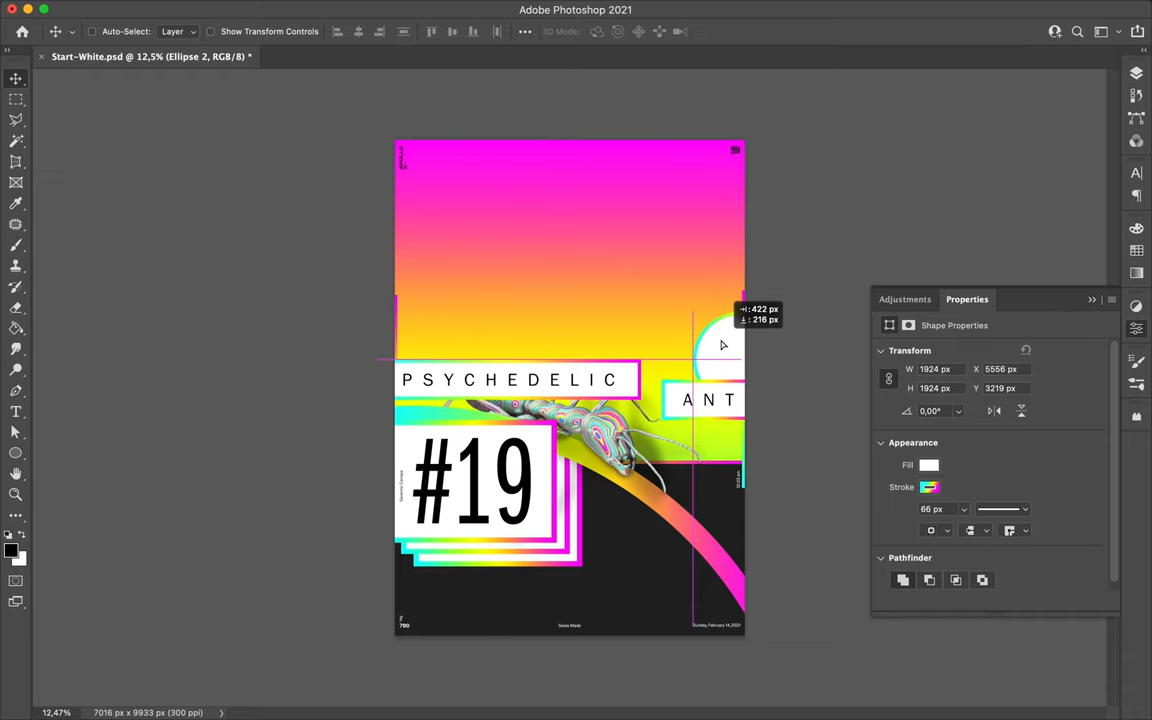 Adobe Photoshop 2021
Auto-Select: Layer Show Transform Controls 3D Mode:
Start-White.psd @ 12,5% (Ellipse 2, RGB/8) *
APOLLO
422 px
216 px
PSYCHEDELIC
ANT
#19
780
Swiss Made
Sunday, February 14, 2021
Adjustments Properties
Shape Properties
Transform
W 1924 px X 5556 px
H 1924 px Y 3219 px
0,00°
Appearance
Fill
Stroke
66 px
Pathfinder
12,47% 7016 px x 9933 px (300 ppi)